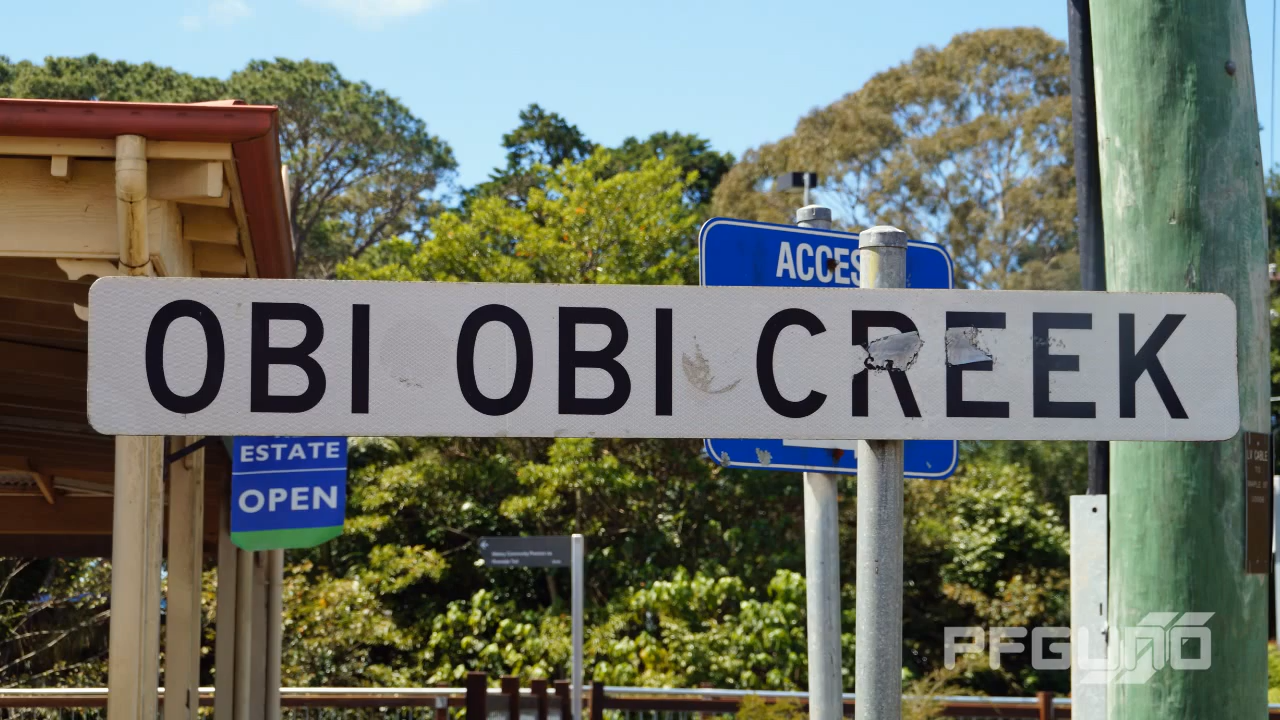 ACCES
OBI OBI CREEK
ESTATE
OPEN
PFGUNO